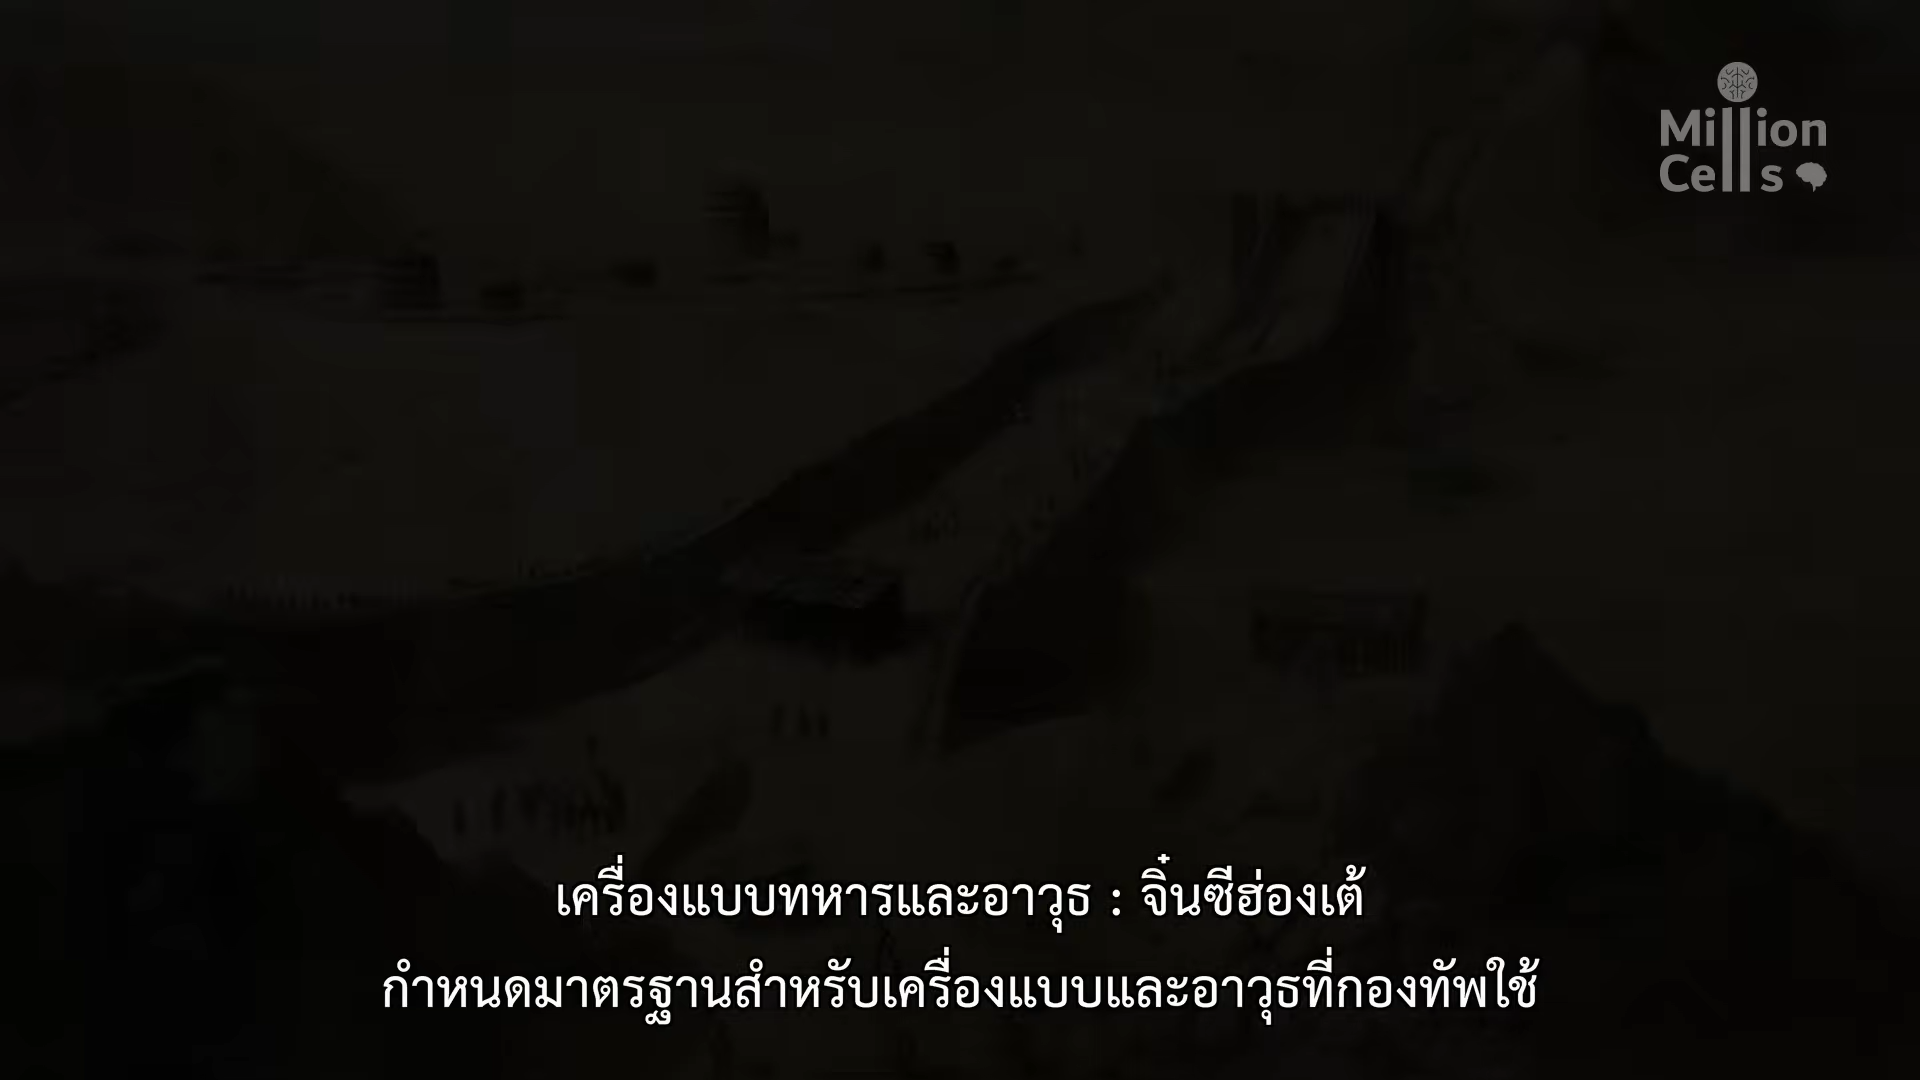 Million
Cells
เครื่องแบบทหารและอาวุธ : จิ๋นซีฮ่องเต้
กำหนดมาตรฐานสำหรับเครื่องแบบและอาวุธที่กองทัพใช้